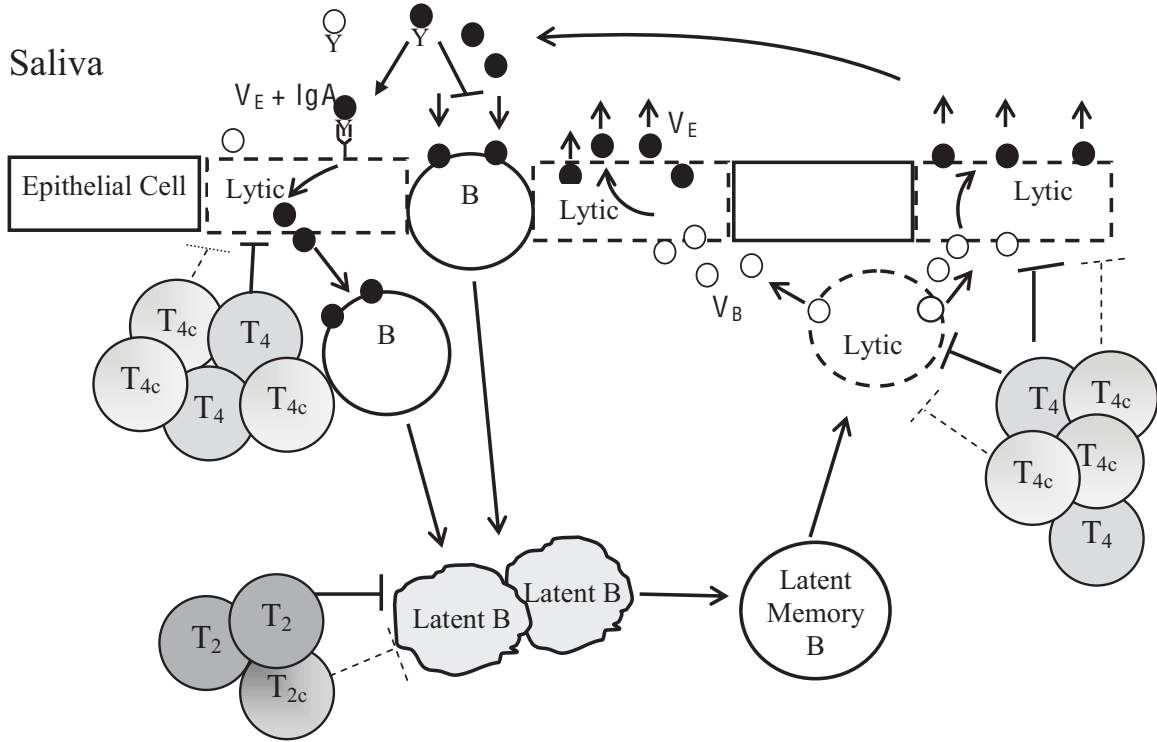 Y
Y
Saliva
V_E + IgA
Y
V_E
Epithelial Cell
Lytic
B
Lytic
Lytic
V_B
T_4c
T_4
B
Lytic
T_4c
T_4
T_4c
T_4
T_4c
T_4c
T_4c
T_4
Latent B
Latent B
Latent
Memory
B
T_2
T_2
T_2c